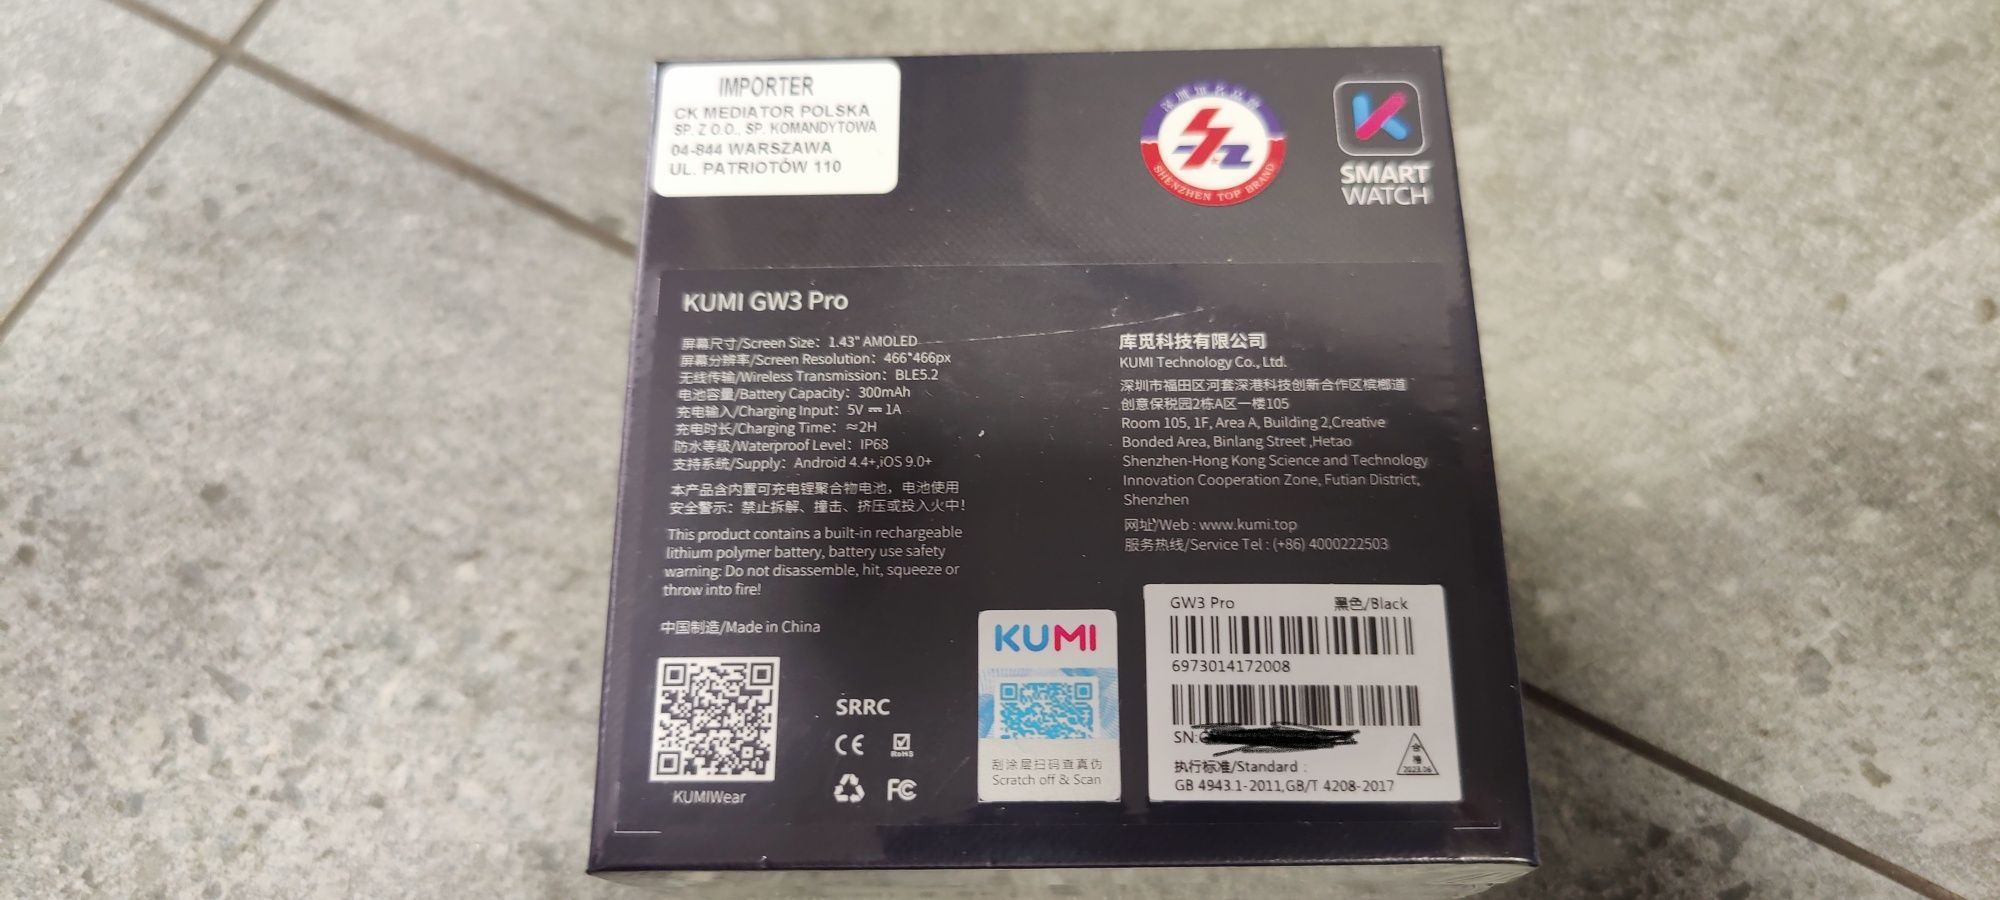 IMPORTER
CK MEDIATOR POLSKA
SP. Z O.O., SP. KOMANDYTOWA
04-844 WARSZAWA
UL. PATRIOTÓW 110
深圳知名品牌
SHENZHEN TOP BRAND
SMART
WATCH
KUMI GW3 Pro
屏幕尺寸/Screen Size: 1.43" AMOLED
屏幕分辨率/Screen Resolution: 466*466px
无线传输/Wireless Transmission: BLE5.2
电池容量/Battery Capacity: 300mAh
充电输入/Charging Input: 5V ⎓ 1A
充电时长/Charging Time: ≈2H
防水等级/Waterproof Level: IP68
支持系统/Supply: Android 4.4+,iOS 9.0+
本产品含内置可充电锂聚合物电池，电池使用
安全警示：禁止拆解、撞击、挤压或投入火中!
This product contains a built-in rechargeable
lithium polymer battery, battery use safety
warning: Do not disassemble, hit, squeeze or
throw into fire!
中国制造/Made in China
KUMIWear
SRRC
CE
RoHS
FC
库觅科技有限公司
KUMI Technology Co., Ltd.
深圳市福田区河套深港科技创新合作区槟榔道
创意保税园2栋A区一楼105
Room 105, 1F, Area A, Building 2,Creative
Bonded Area, Binlang Street ,Hetao
Shenzhen-Hong Kong Science and Technology
Innovation Cooperation Zone, Futian District,
Shenzhen
网址/Web : www.kumi.top
服务热线/Service Tel : (+86) 4000222503
KUMI
刮涂层扫码查真伪
Scratch off & Scan
GW3 Pro 黑色/Black
6973014172008
SN:
合
格
2023.06
执行标准/Standard :
GB 4943.1-2011,GB/T 4208-2017